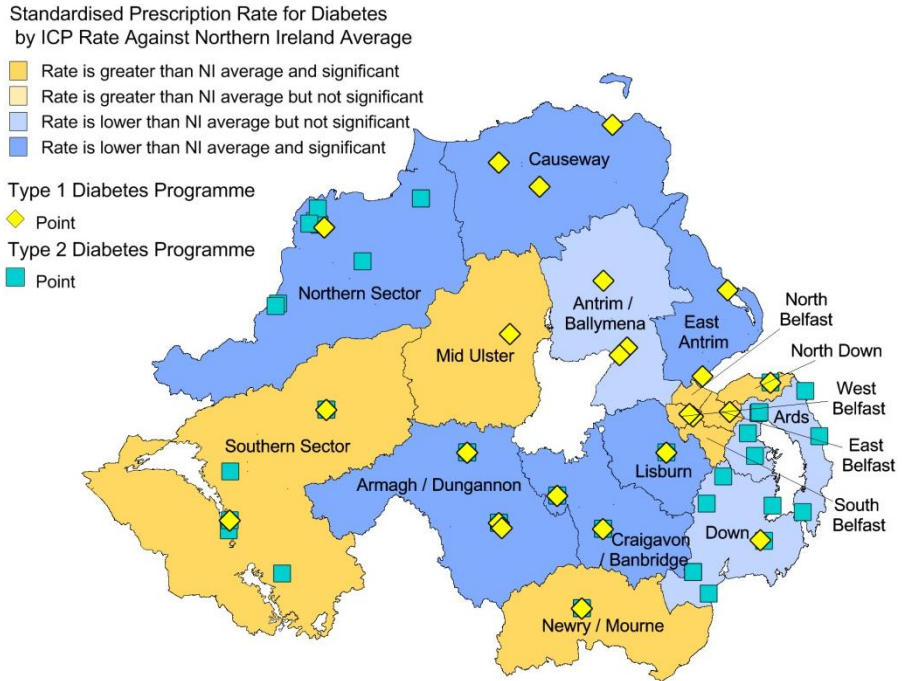 Standardised Prescription Rate for Diabetes
by ICP Rate Against Northern Ireland Average
Rate is greater than NI average and significant
Rate is greater than NI average but not significant
Rate is lower than NI average but not significant
Rate is lower than NI average and significant
Type 1 Diabetes Programme
Point
Type 2 Diabetes Programme
Point
Causeway
Northern Sector
Antrim /
Ballymena
East
Antrim
North
Belfast
Mid Ulster
North Down
West
Belfast
Ards
Southern Sector
East
Belfast
Lisburn
Armagh / Dungannon
South
Belfast
Down
Craigavon
/ Banbridge
Newry / Mourne